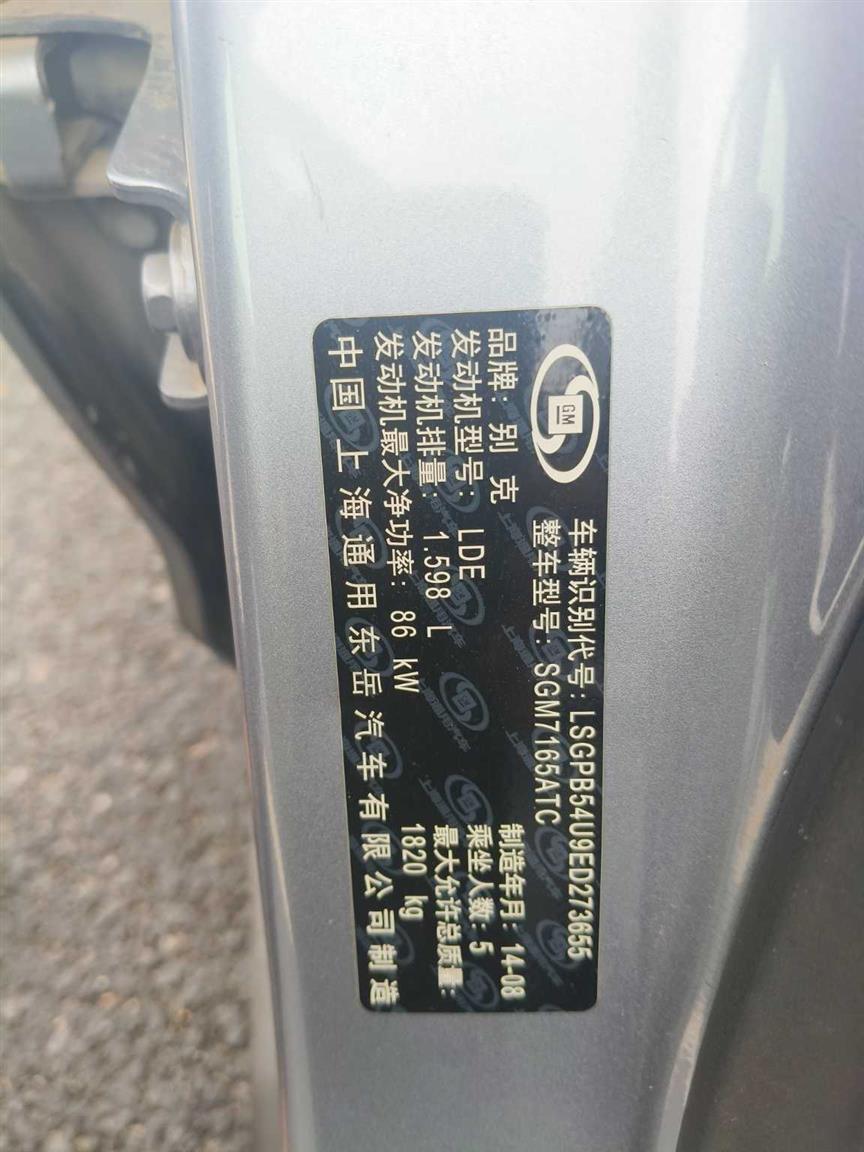 GM
车辆识别代号:LSGPB54U9ED273655
整车型号:SGM7165ATC
品牌:别克
制造年月:14-08
发动机型号:LDE
乘坐人数:5
发动机排量:1.598 L
最大允许总质量:
发动机最大净功率:86 kW
1820 kg
中国 上海通用东岳汽车有限公司制造